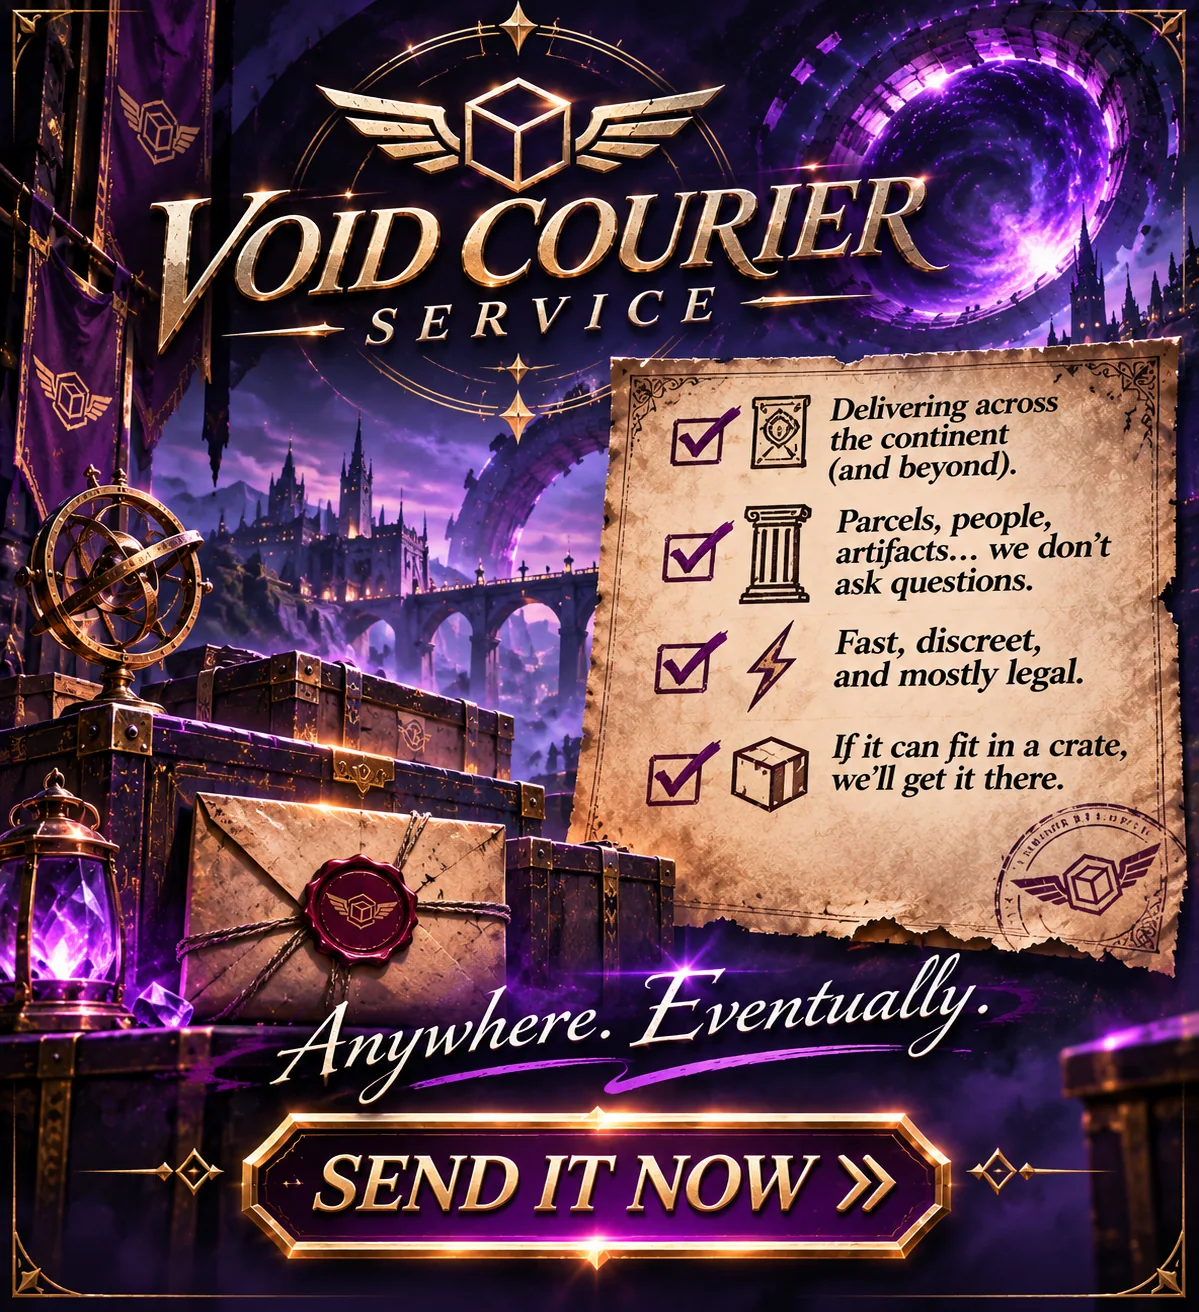 VOID COURIER
SERVICE
Delivering across
the continent
(and beyond).
Parcels, people,
artifacts... we don't
ask questions.
Fast, discreet,
and mostly legal.
If it can fit in a crate,
we'll get it there.
Anywhere. Eventually.
SEND IT NOW »